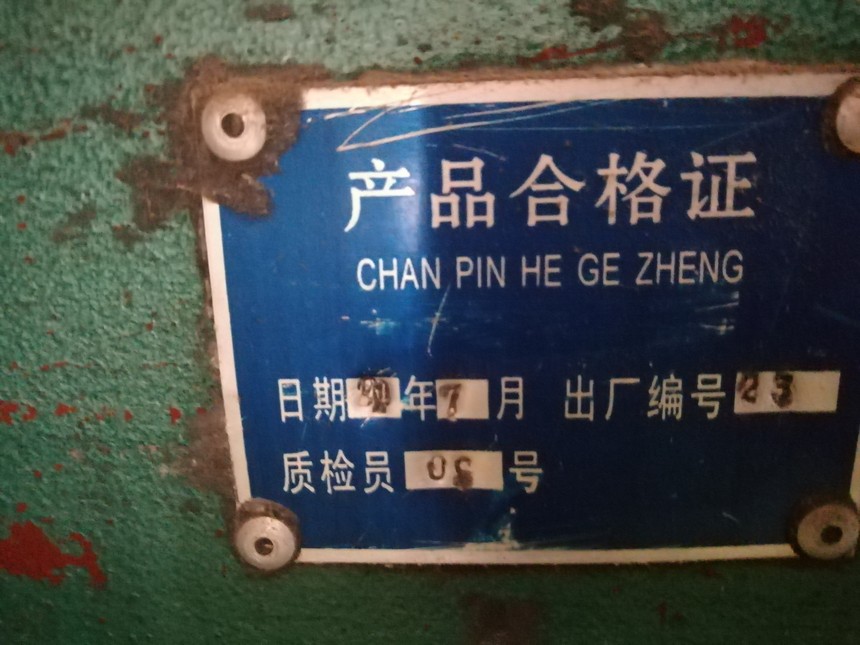 产品合格证
CHAN PIN HE GE ZHENG
日期 年7月 出厂编号 23
质检员 号